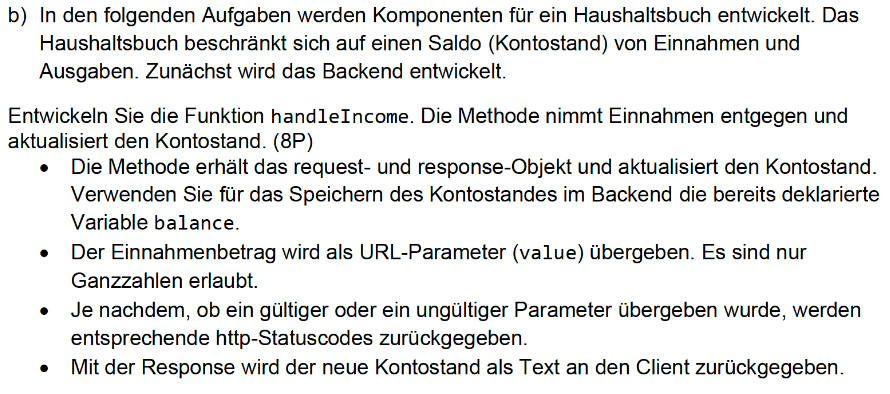 b) In den folgenden Aufgaben werden Komponenten für ein Haushaltsbuch entwickelt. Das
Haushaltsbuch beschränkt sich auf einen Saldo (Kontostand) von Einnahmen und
Ausgaben. Zunächst wird das Backend entwickelt.
Entwickeln Sie die Funktion handleIncome. Die Methode nimmt Einnahmen entgegen und
aktualisiert den Kontostand. (8P)
• Die Methode erhält das request- und response-Objekt und aktualisiert den Kontostand.
Verwenden Sie für das Speichern des Kontostandes im Backend die bereits deklarierte
Variable balance.
• Der Einnahmenbetrag wird als URL-Parameter (value) übergeben. Es sind nur
Ganzzahlen erlaubt.
• Je nachdem, ob ein gültiger oder ein ungültiger Parameter übergeben wurde, werden
entsprechende http-Statuscodes zurückgegeben.
• Mit der Response wird der neue Kontostand als Text an den Client zurückgegeben.